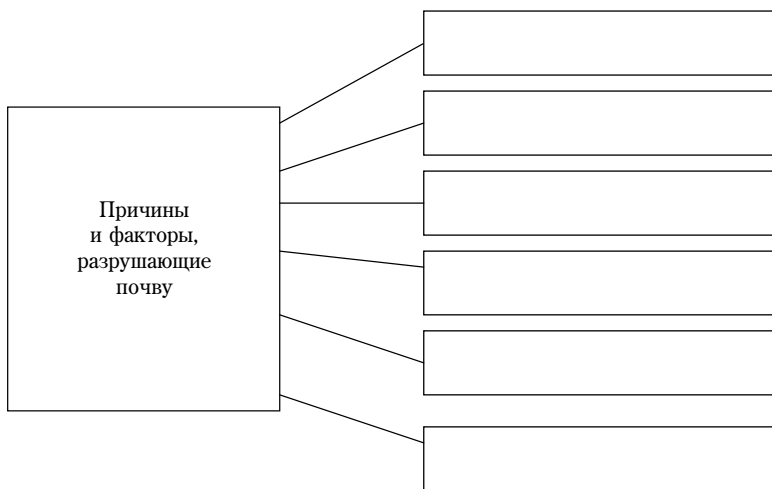 Причины
и факторы,
разрушающие
почву